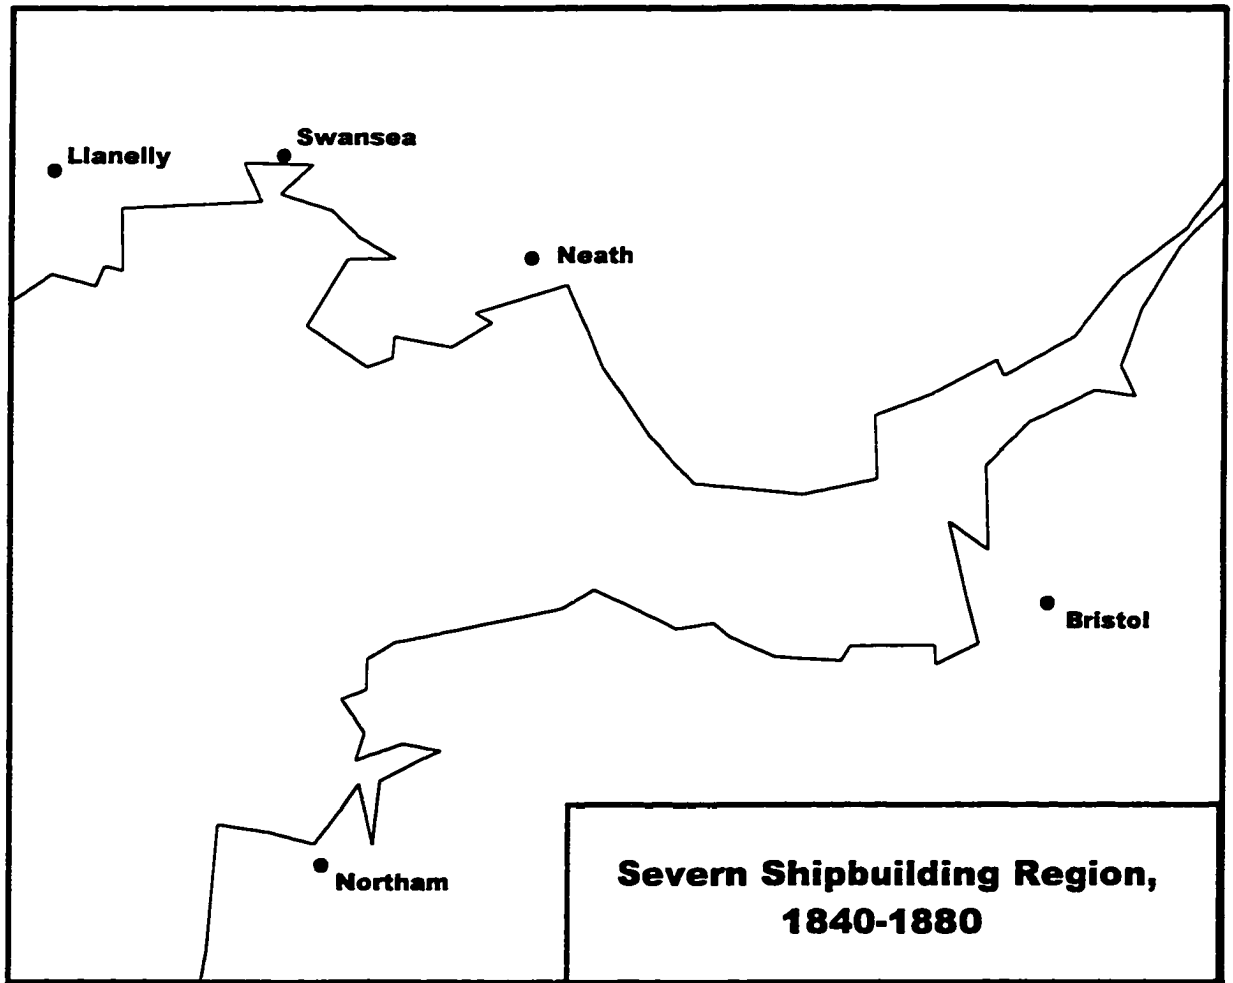 Swansea
Llanelly
Neath
Bristol
Northam
Severn Shipbuilding Region,
1840-1880